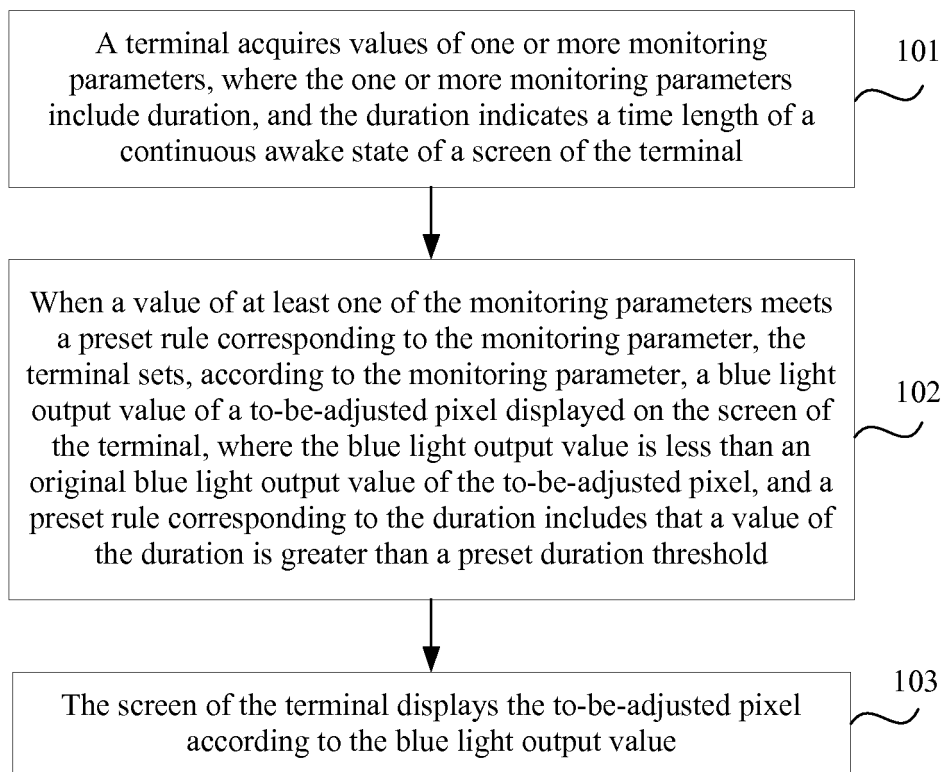 A terminal acquires values of one or more monitoring
parameters, where the one or more monitoring parameters
include duration, and the duration indicates a time length of a
continuous awake state of a screen of the terminal
101
When a value of at least one of the monitoring parameters meets
a preset rule corresponding to the monitoring parameter, the
terminal sets, according to the monitoring parameter, a blue light
output value of a to-be-adjusted pixel displayed on the screen of
the terminal, where the blue light output value is less than an
original blue light output value of the to-be-adjusted pixel, and a
preset rule corresponding to the duration includes that a value of
the duration is greater than a preset duration threshold
102
The screen of the terminal displays the to-be-adjusted pixel
according to the blue light output value
103